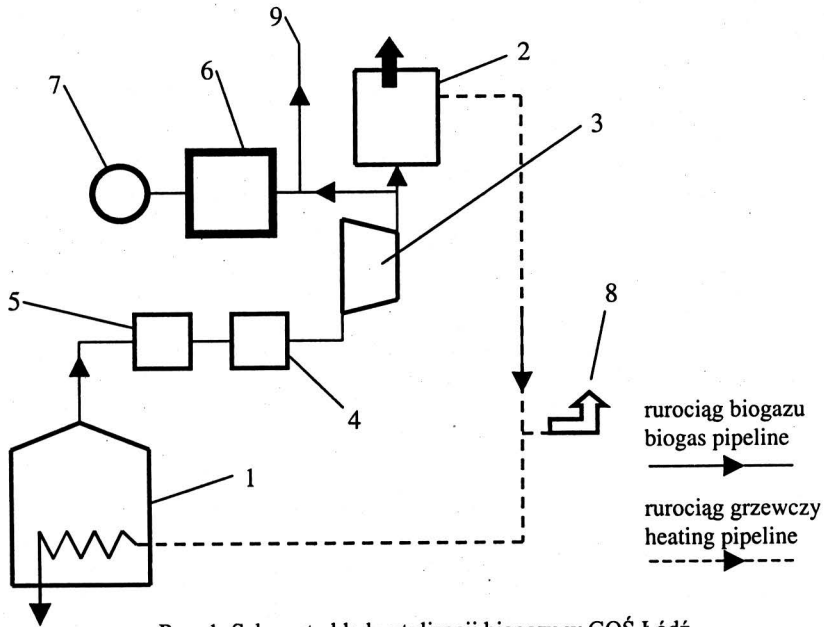 9
2
7
6
3
5
8
4
rurociąg biogazu
biogas pipeline
1
rurociąg grzewczy
heating pipeline